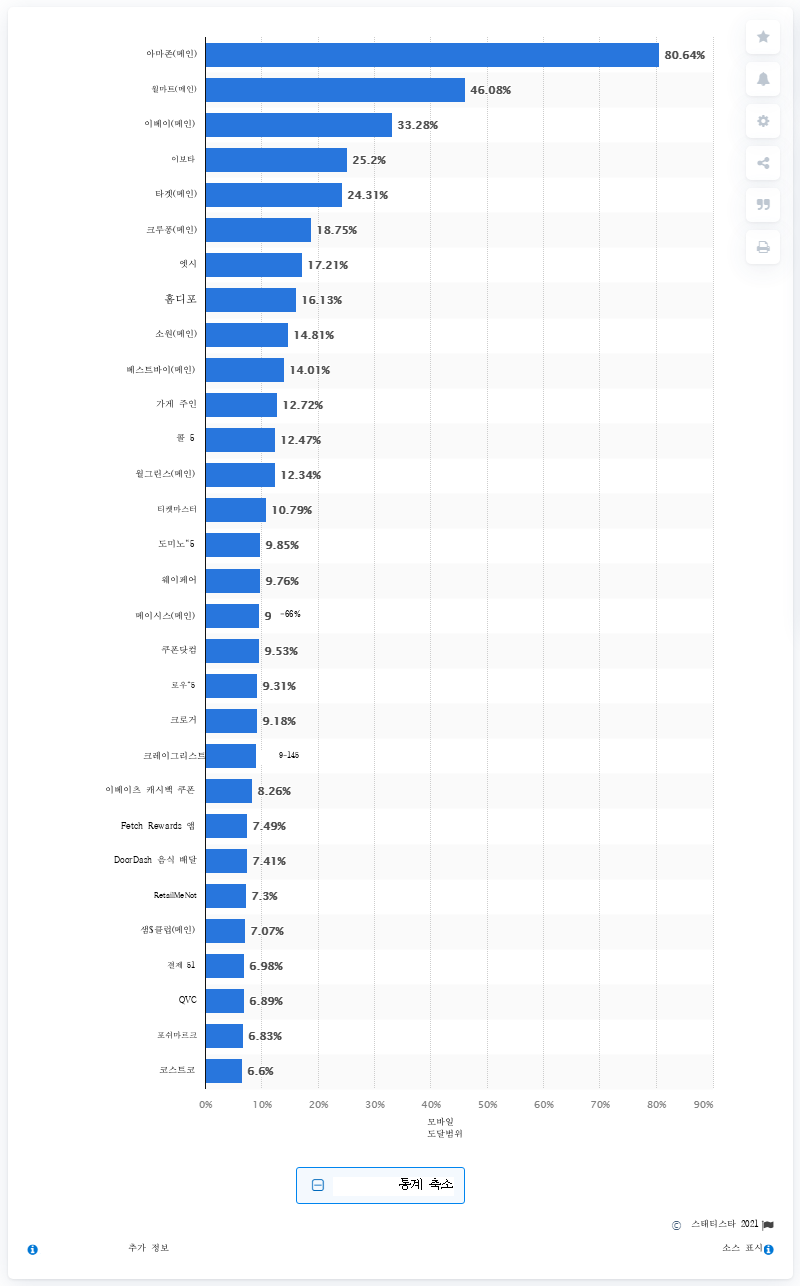 아마존(메인)
80.64%
월마트(메인)
46.08%
이베이(메인)
33.28%
이보타
25.2%
타겟(메인)
24.31%
크루퐁(메인)
18.75%
엣시
17.21%
홈디포
16.13%
소원(메인)
14.81%
베스트바이(메인)
14.01%
가게 주인
12.72%
콜 5
12.47%
월그린스(메인)
12.34%
티켓마스터
10.79%
도미노"5
9.85%
웨이페어
9.76%
메이시스(메인)
9 -66%
쿠폰닷컴
9.53%
로우"5
9.31%
크로거
9.18%
크레이그리스트
9-145
이베이츠 캐시백 쿠폰
8.26%
Fetch Rewards 앱
7.49%
DoorDash 음식 배달
7.41%
RetailMeNot
7.3%
샘$클럽(메인)
7.07%
결제 51
6.98%
QVC
6.89%
포쉬마르크
6.83%
코스트코
6.6%
0% 10% 20% 30% 40% 50% 60% 70% 80% 90%
모바일
도달범위
통계 축소
© 스태티스타 2021
추가 정보
소스 표시